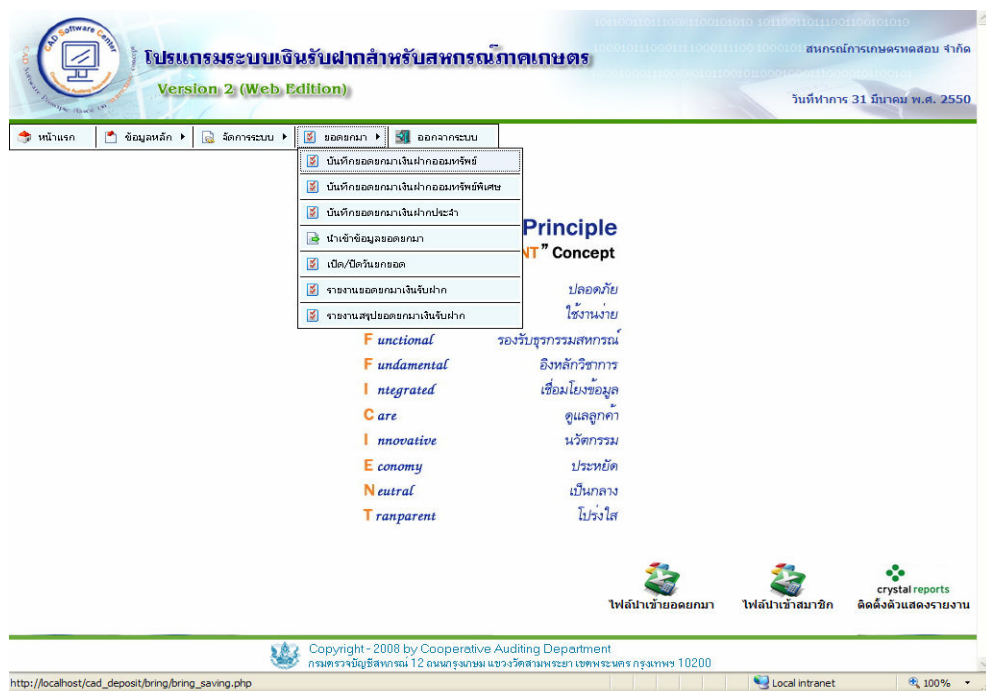 CAD Software Center
โปรแกรมระบบเงินรับฝากสำหรับสหกรณ์ภาคเกษตร
Version 2 (Web Edition)
สหกรณ์การเกษตรทดสอบ จำกัด
วันที่ทำการ 31 มีนาคม พ.ศ. 2550
หน้าแรก ข้อมูลหลัก จัดการระบบ ยอดยกมา ออกจากระบบ
บันทึกยอดยกมาเงินฝากออมทรัพย์
บันทึกยอดยกมาเงินฝากออมทรัพย์พิเศษ
บันทึกยอดยกมาเงินฝากประจำ
นำเข้าข้อมูลยอดยกมา
เปิด/ปิดวันยกยอด
รายงานยอดยกมาเงินรับฝาก
รายงานสรุปยอดยกมาเงินรับฝาก
Principle
NT" Concept
ปลอดภัย
ใช้งานง่าย
Functional รองรับธุรกรรมสหกรณ์
Fundamental อิงหลักวิชาการ
Integrated เชื่อมโยงข้อมูล
Care ดูแลลูกค้า
Innovative นวัตกรรม
Economy ประหยัด
Neutral เป็นกลาง
Tranparent โปร่งใส
ไฟล์นำเข้ายอดยกมา
ไฟล์นำเข้าสมาชิก
crystal reports
ติดตั้งตัวแสดงรายงาน
Copyright - 2008 by Cooperative Auditing Department
กรมตรวจบัญชีสหกรณ์ 12 ถนนกรุงเกษม แขวงวัดสามพระยา เขตพระนคร กรุงเทพฯ 10200
http://localhost/cad_deposit/bring/bring_saving.php
Local intranet
100%